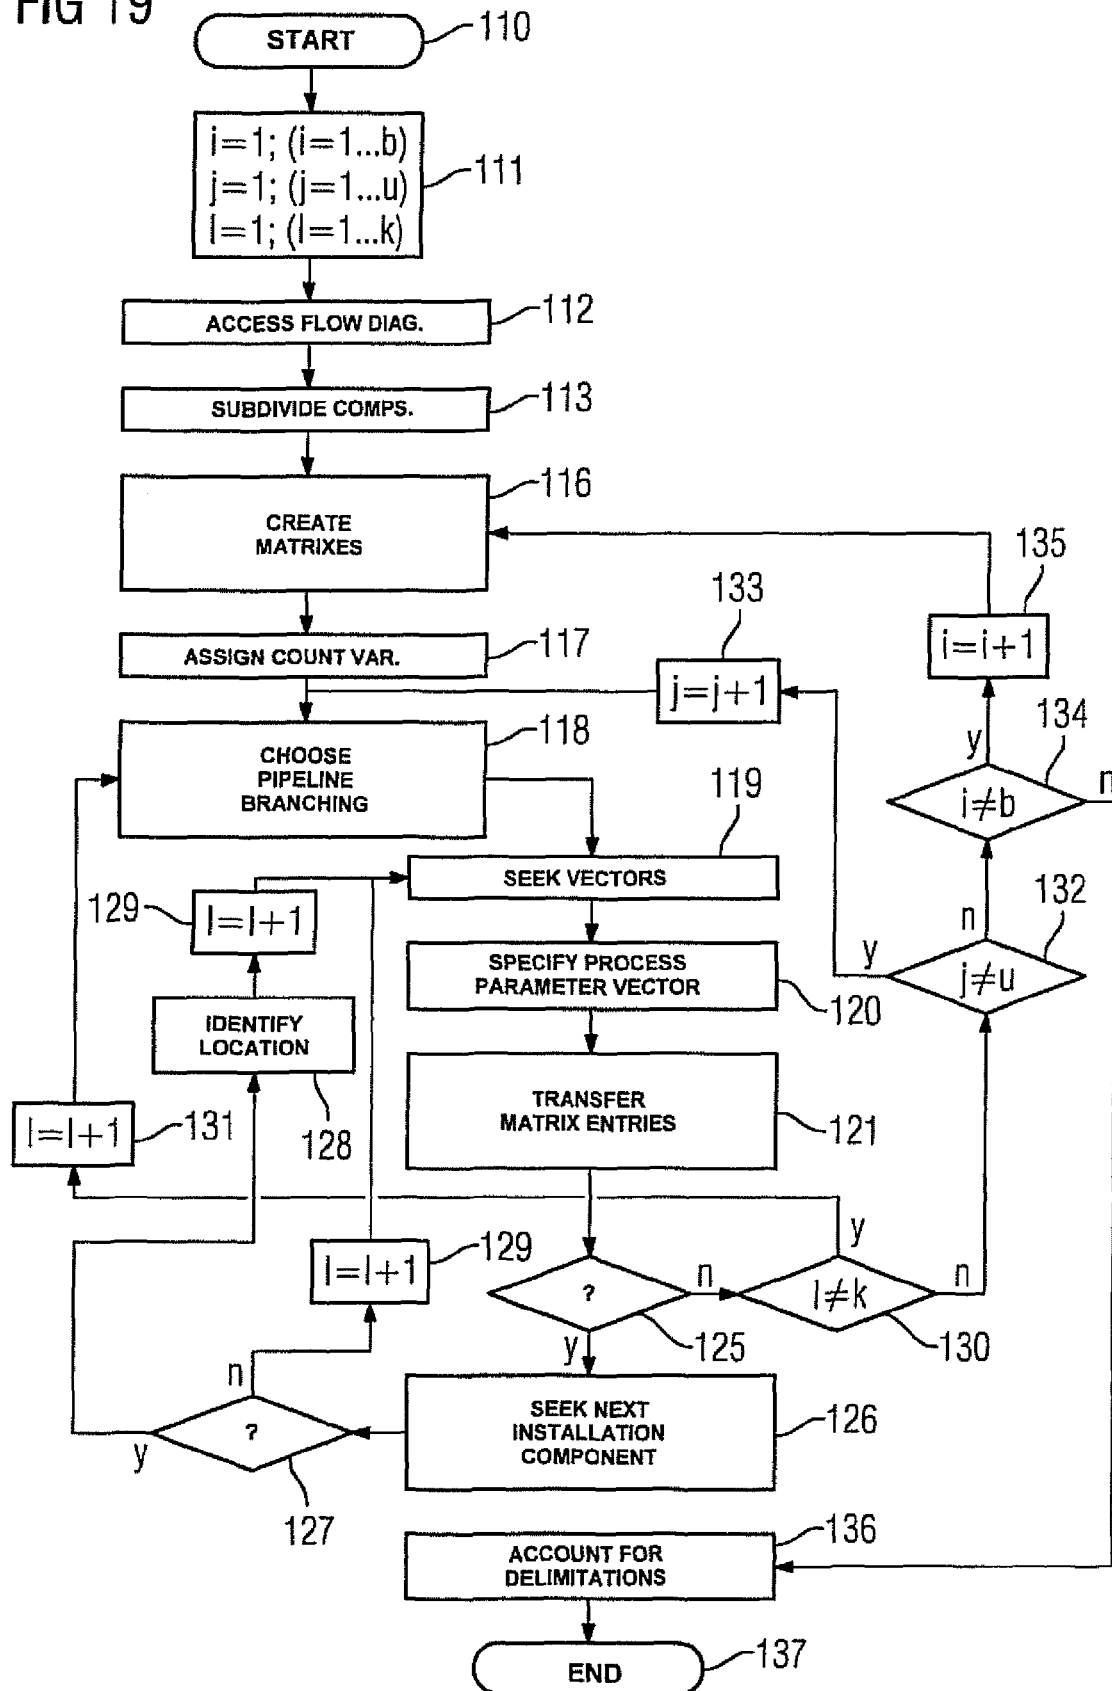 FIG 19
START
110
i=1; (i=1...b)
j=1; (j=1...u)
l=1; (l=1...k)
111
ACCESS FLOW DIAG.
112
SUBDIVIDE COMPS.
113
CREATE
MATRIXES
116
ASSIGN COUNT VAR.
117
j=j+1
133
i=i+1
135
CHOOSE
PIPELINE
BRANCHING
118
y
i≠b
134
n
SEEK VECTORS
119
l=l+1
129
n
j≠u
132
y
SPECIFY PROCESS
PARAMETER VECTOR
120
IDENTIFY
LOCATION
128
TRANSFER
MATRIX ENTRIES
121
l=l+1
131
l=l+1
129
?
125
n
y
l≠k
130
y
n
SEEK NEXT
INSTALLATION
COMPONENT
126
?
127
n
y
ACCOUNT FOR
DELIMITATIONS
136
END
137